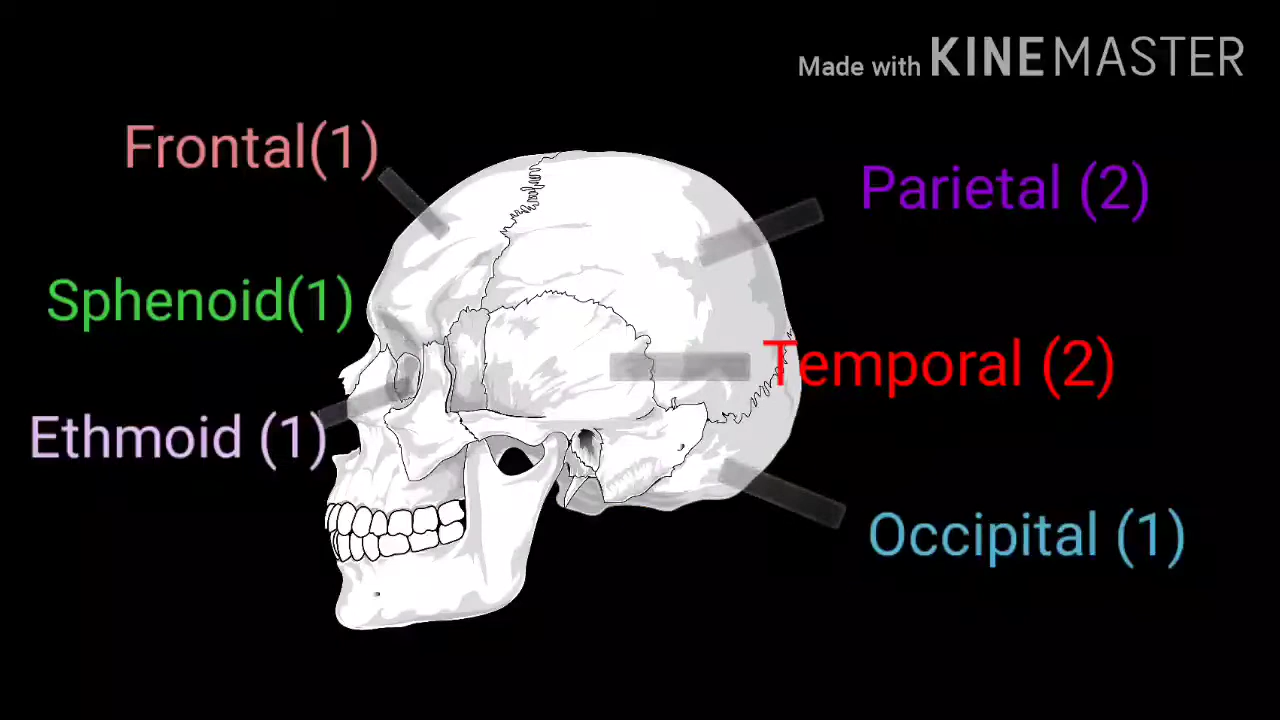 Made with KINEMASTER
Frontal(1)
Parietal (2)
Sphenoid(1)
Temporal (2)
Ethmoid (1)
Occipital (1)